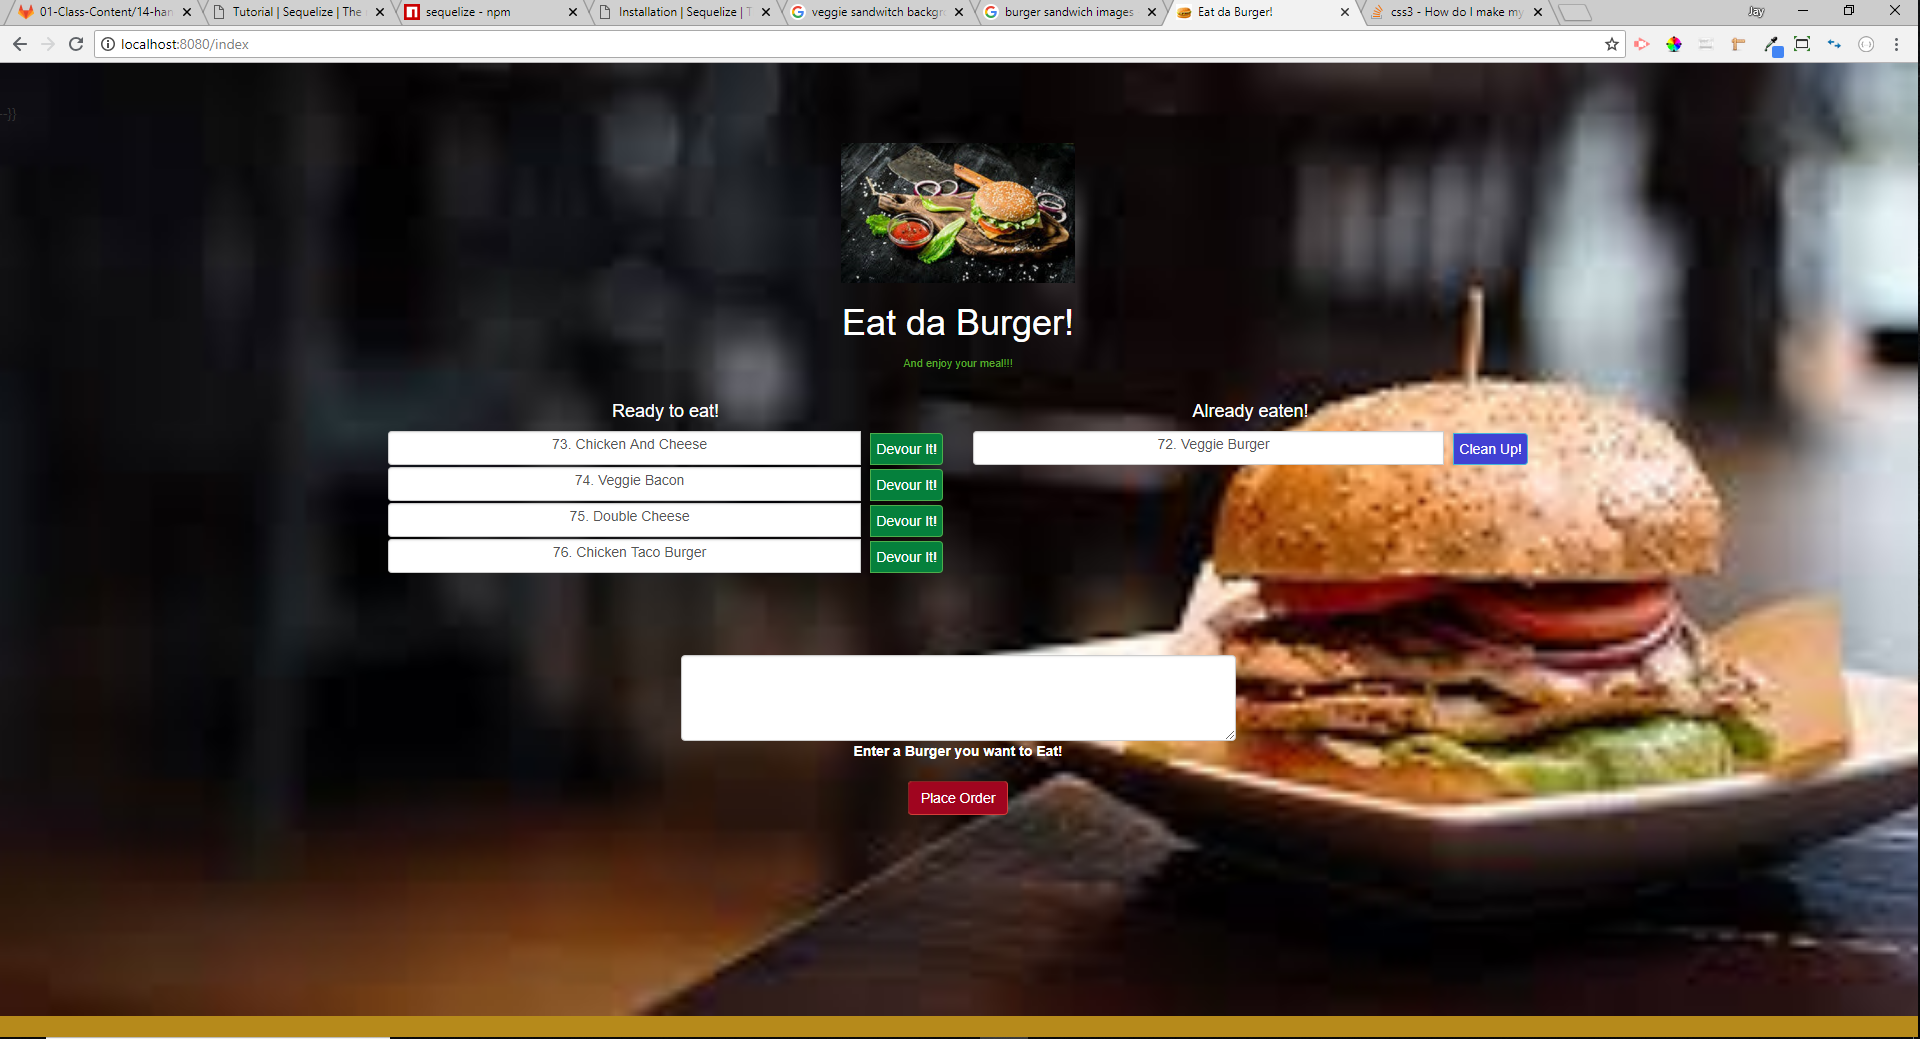 01-Class-Content/14-han
Tutorial | Sequelize | The
sequelize - npm
Installation | Sequelize | T
veggie sandwitch backgr
burger sandwich images
Eat da Burger!
css3 - How do I make my
Jay
localhost:8080/index
--}}
Eat da Burger!
And enjoy your meal!!!
Ready to eat!
Already eaten!
73. Chicken And Cheese
Devour It!
72. Veggie Burger
Clean Up!
74. Veggie Bacon
Devour It!
75. Double Cheese
Devour It!
76. Chicken Taco Burger
Devour It!
Enter a Burger you want to Eat!
Place Order